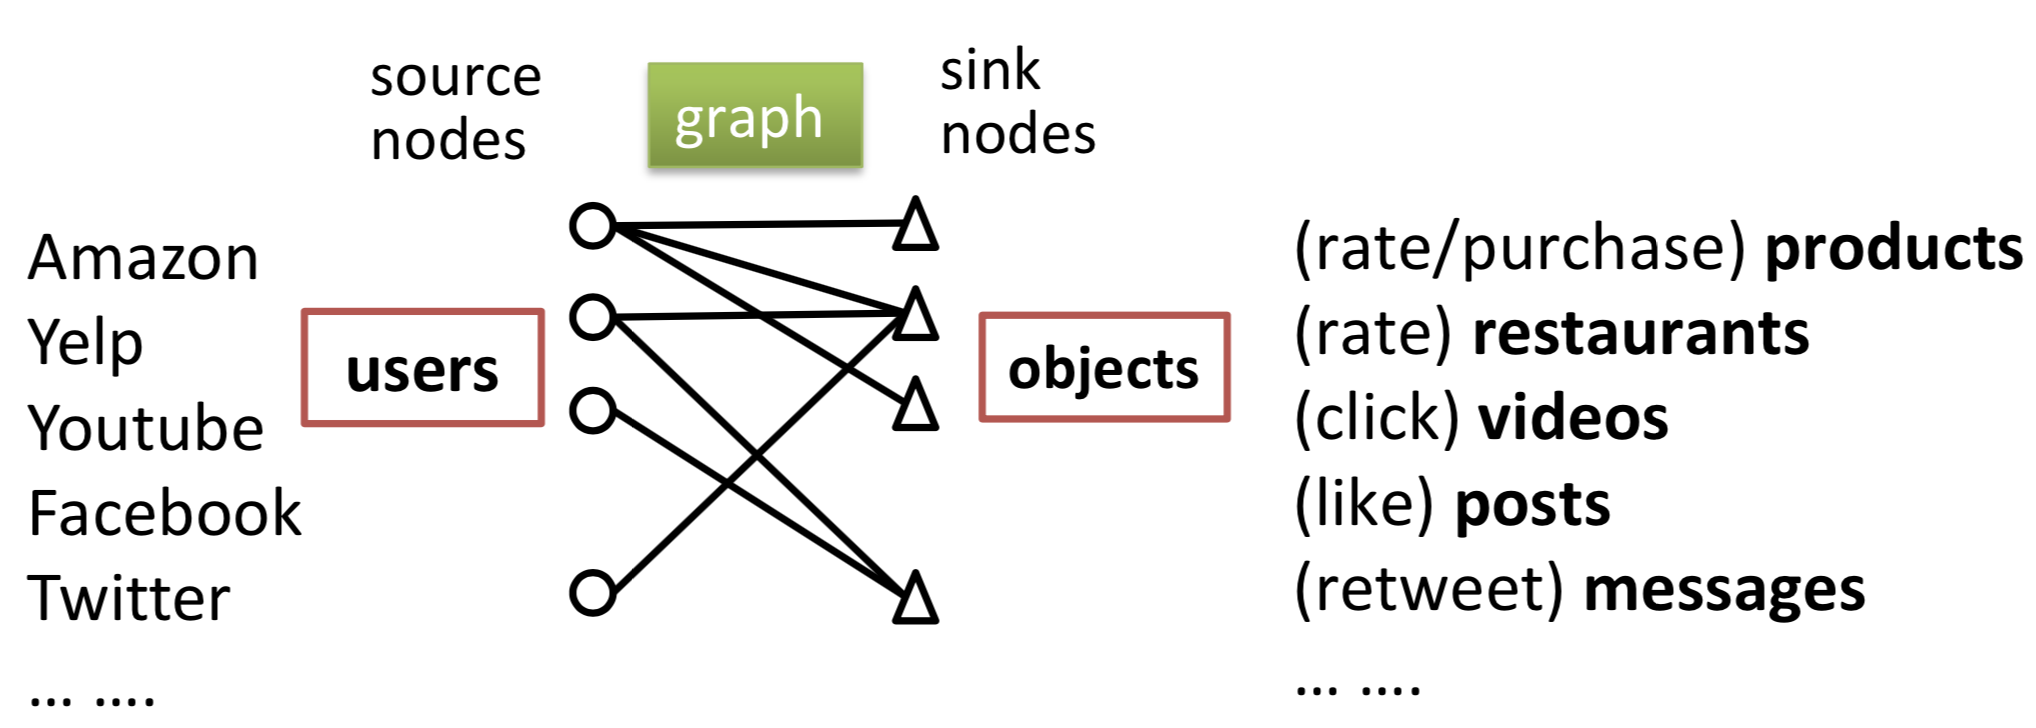 source
nodes
graph
sink
nodes
Amazon
Yelp
Youtube
Facebook
Twitter
... ....
users
objects
(rate/purchase) products
(rate) restaurants
(click) videos
(like) posts
(retweet) messages
... ....